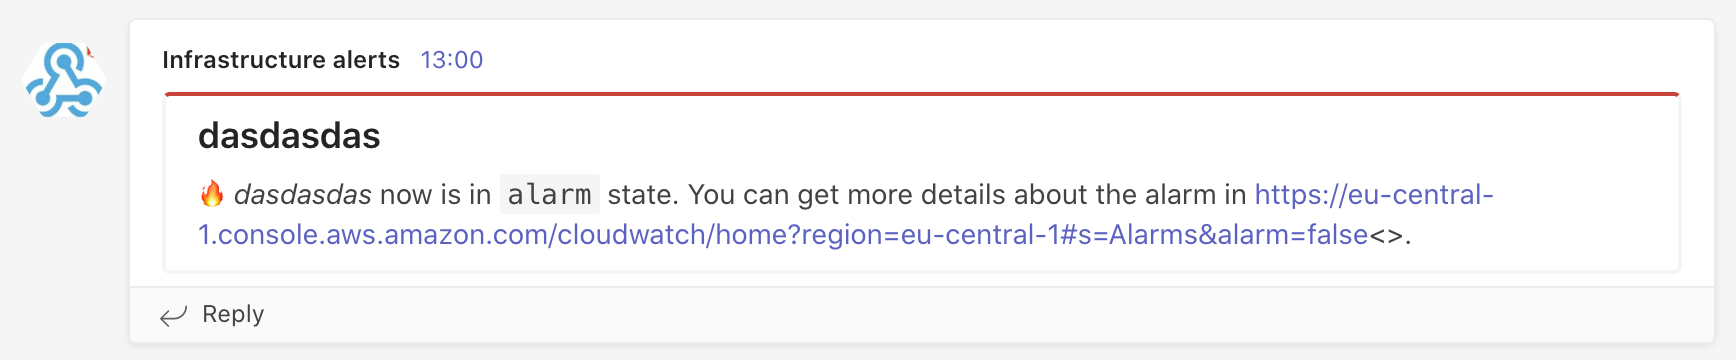 Infrastructure alerts 13:00
dasdasdas
🔥 dasdasdas now is in alarm state. You can get more details about the alarm in https://eu-central-
1.console.aws.amazon.com/cloudwatch/home?region=eu-central-1#s=Alarms&alarm=false<>.
Reply